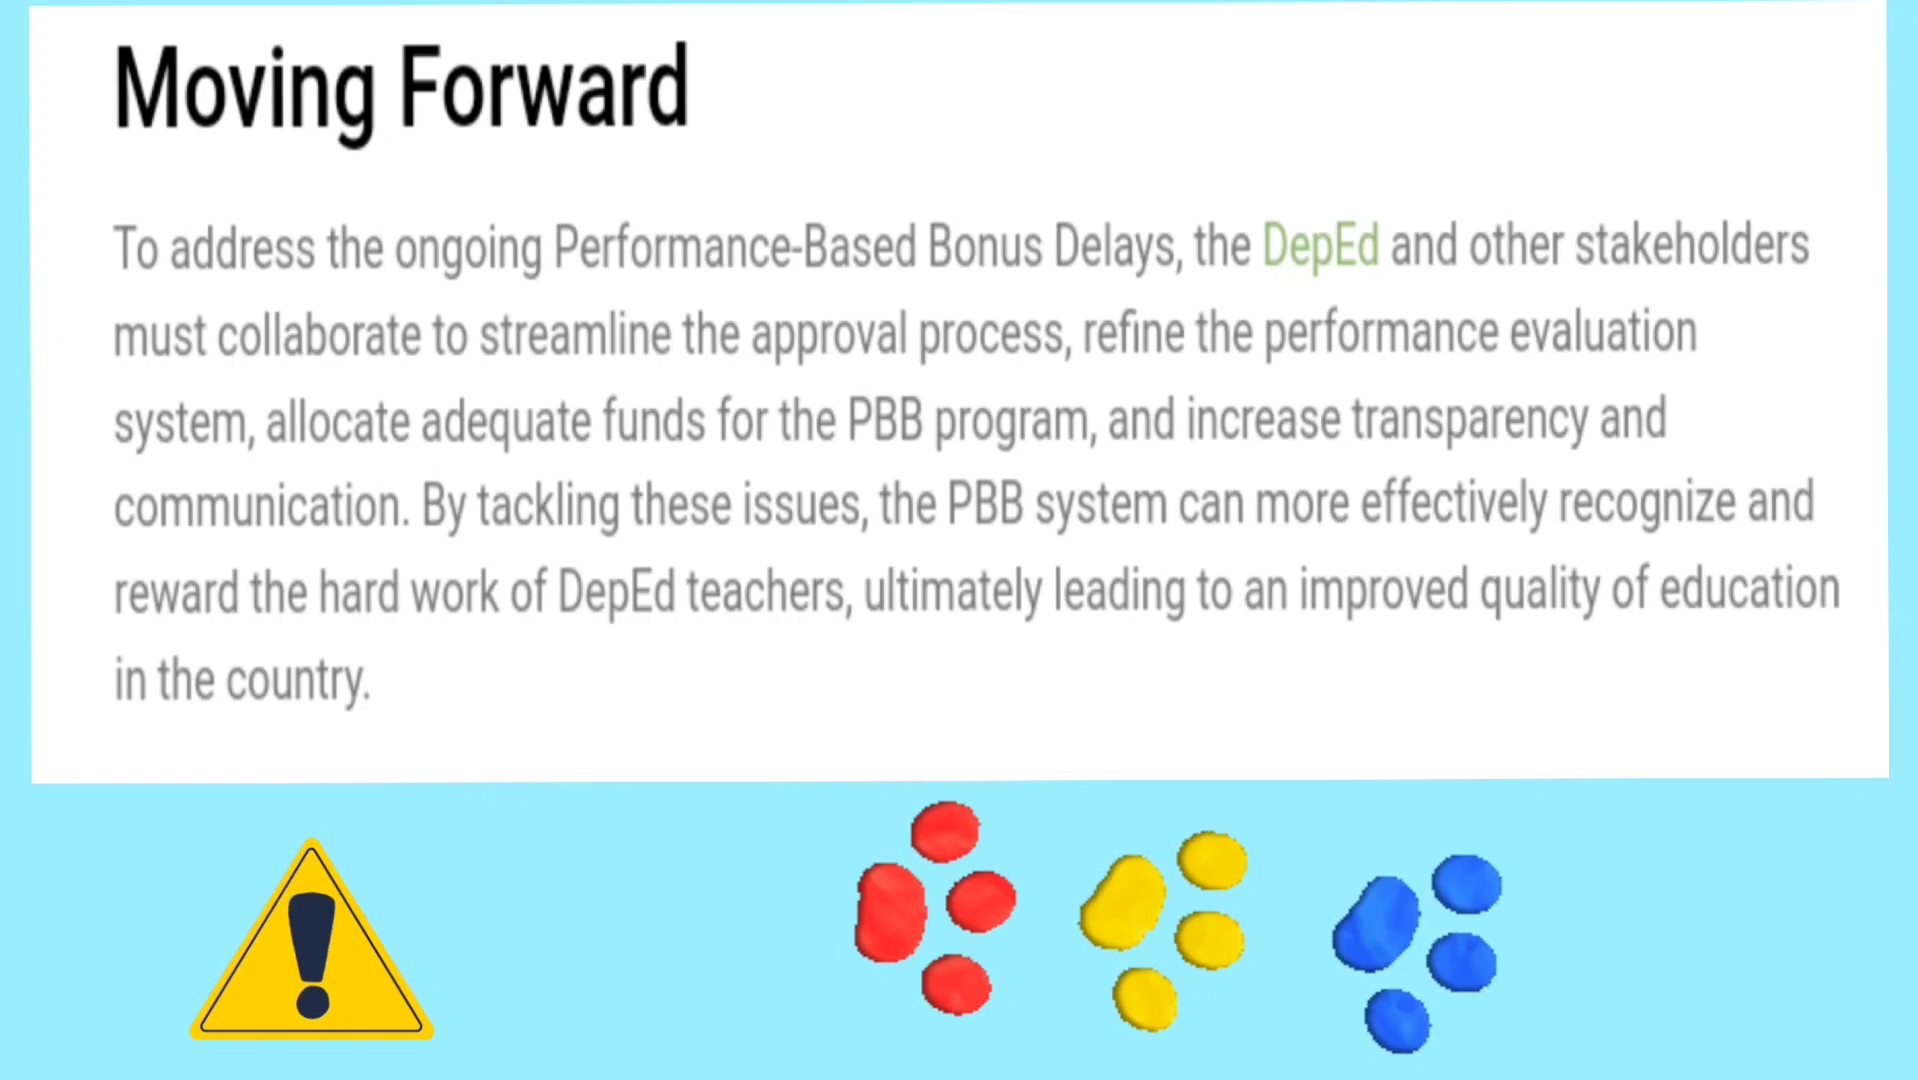 Moving Forward
To address the ongoing Performance-Based Bonus Delays, the DepEd and other stakeholders
must collaborate to streamline the approval process, refine the performance evaluation
system, allocate adequate funds for the PBB program, and increase transparency and
communication. By tackling these issues, the PBB system can more effectively recognize and
reward the hard work of DepEd teachers, ultimately leading to an improved quality of education
in the country.